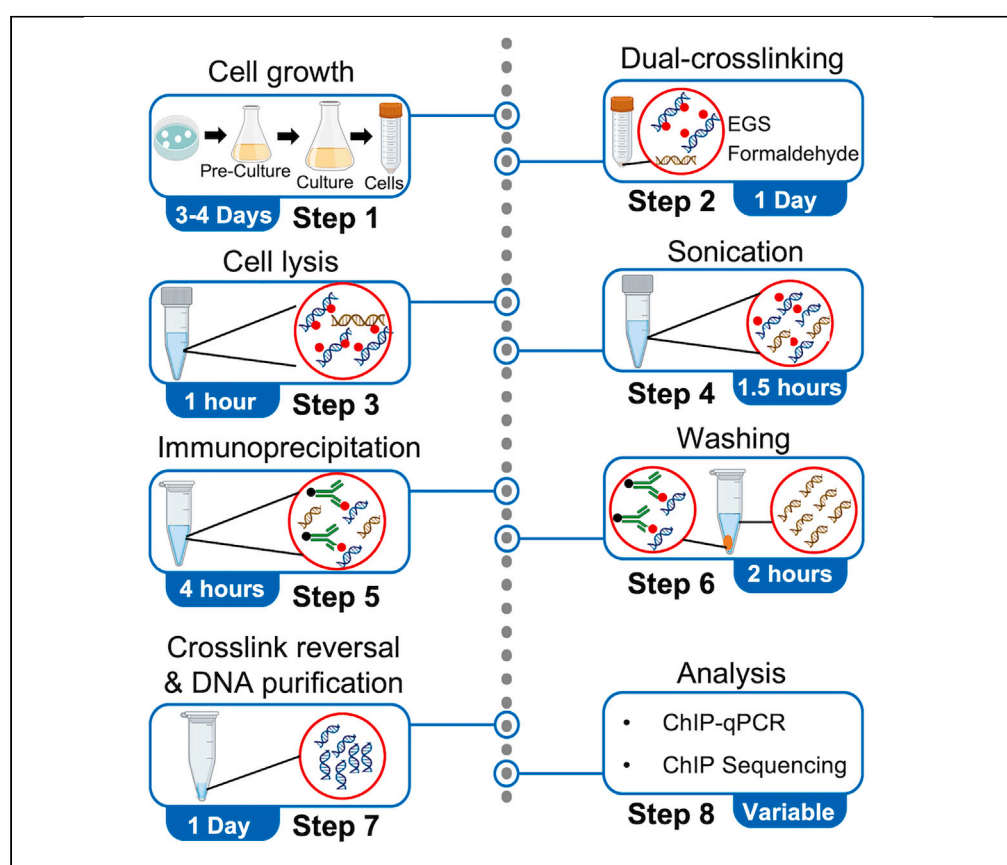 Cell growth
Pre-Culture
Culture
Cells
3-4 Days
Step 1
Dual-crosslinking
EGS
Formaldehyde
Step 2
1 Day
Cell lysis
1 hour
Step 3
Sonication
Step 4
1.5 hours
Immunoprecipitation
4 hours
Step 5
Washing
Step 6
2 hours
Crosslink reversal
& DNA purification
1 Day
Step 7
Analysis
• ChIP-qPCR
• ChIP Sequencing
Step 8
Variable